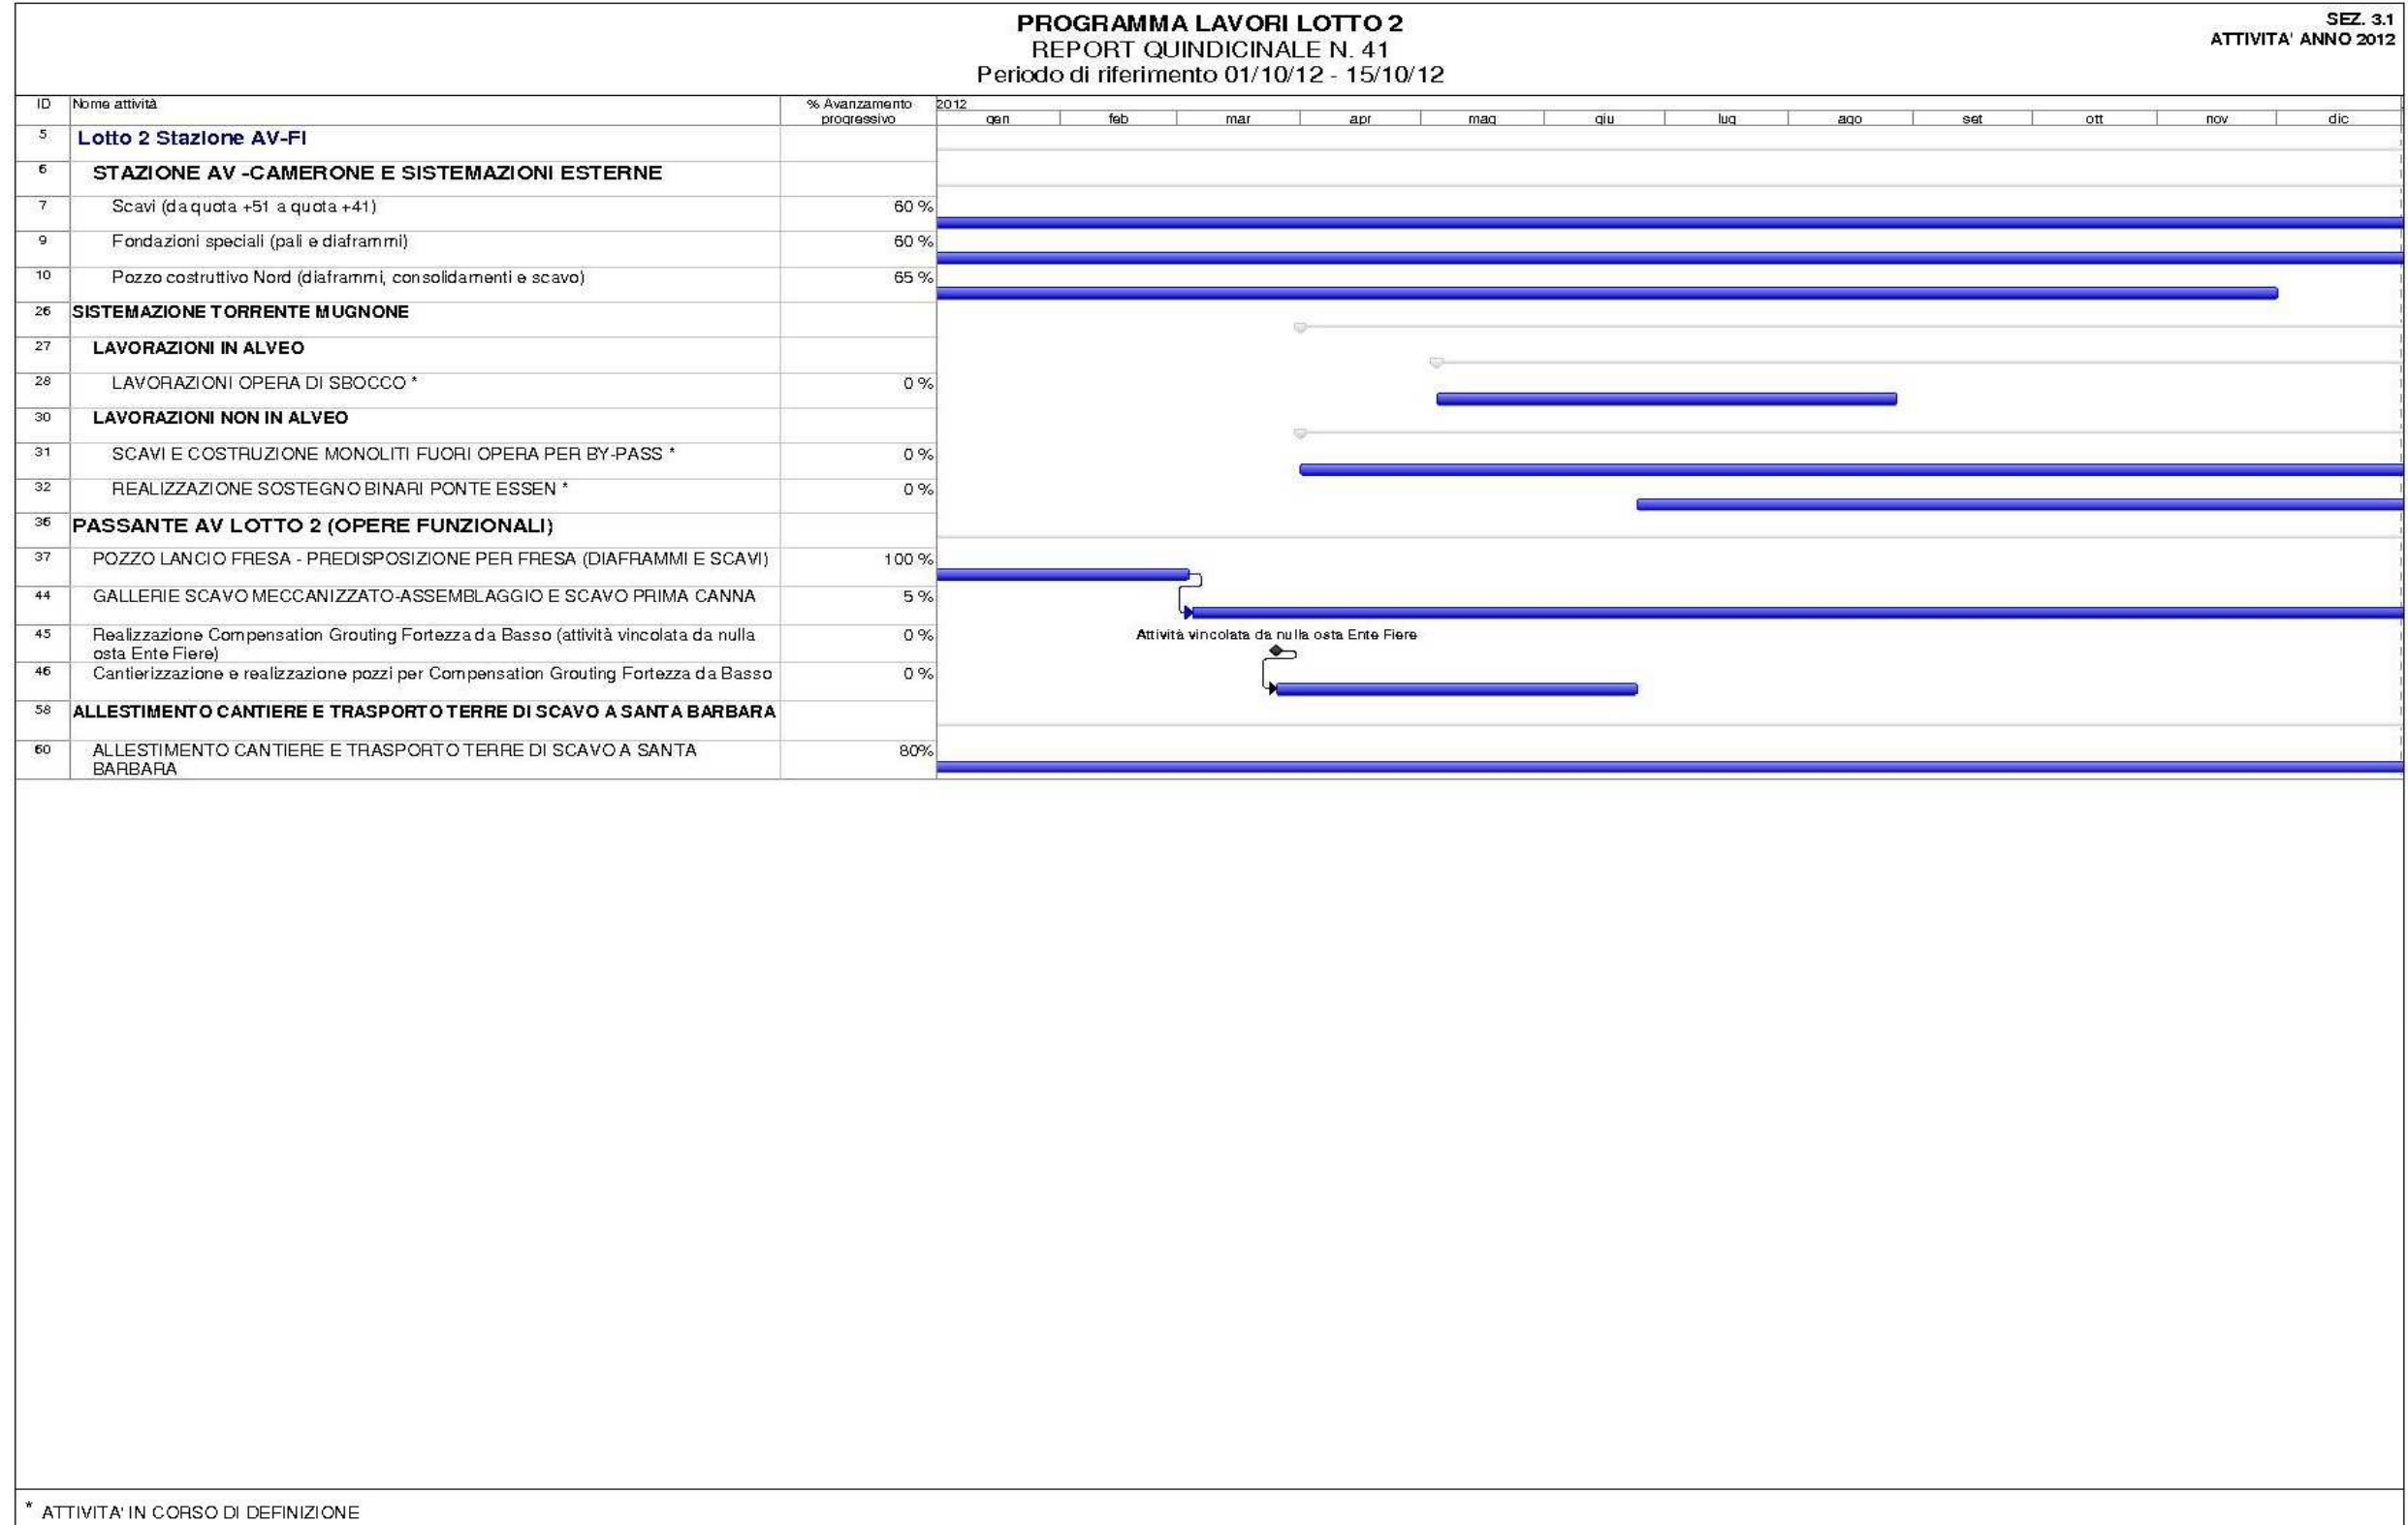 PROGRAMMA LAVORI LOTTO 2
REPORT QUINDICINALE N. 41
Periodo di riferimento 01/10/12 - 15/10/12
SEZ. 3.1
ATTIVITA' ANNO 2012
ID Nome attività % Avanzamento progressivo 2012
gen feb mar apr mag giu lug ago set ott nov dic
5 Lotto 2 Stazione AV-FI
6 STAZIONE AV -CAMERONE E SISTEMAZIONI ESTERNE
7 Scavi (da quota +51 a quota +41) 60 %
9 Fondazioni speciali (pali e diaframmi) 60 %
10 Pozzo costruttivo Nord (diaframmi, consolidamenti e scavo) 65 %
26 SISTEMAZIONE TORRENTE MUGNONE
27 LAVORAZIONI IN ALVEO
28 LAVORAZIONI OPERA DI SBOCCO * 0 %
30 LAVORAZIONI NON IN ALVEO
31 SCAVI E COSTRUZIONE MONOLITI FUORI OPERA PER BY-PASS * 0 %
32 REALIZZAZIONE SOSTEGNO BINARI PONTE ESSEN * 0 %
36 PASSANTE AV LOTTO 2 (OPERE FUNZIONALI)
37 POZZO LANCIO FRESA - PREDISPOSIZIONE PER FRESA (DIAFRAMMI E SCAVI) 100 %
44 GALLERIE SCAVO MECCANIZZATO-ASSEMBLAGGIO E SCAVO PRIMA CANNA 5 %
45 Realizzazione Compensation Grouting Fortezza da Basso (attività vincolata da nulla 0 % Attività vincolata da nulla osta Ente Fiere
osta Ente Fiere)
46 Cantierizzazione e realizzazione pozzi per Compensation Grouting Fortezza da Basso 0 %
58 ALLESTIMENTO CANTIERE E TRASPORTO TERRE DI SCAVO A SANTA BARBARA
60 ALLESTIMENTO CANTIERE E TRASPORTO TERRE DI SCAVO A SANTA 80%
BARBARA
* ATTIVITA' IN CORSO DI DEFINIZIONE